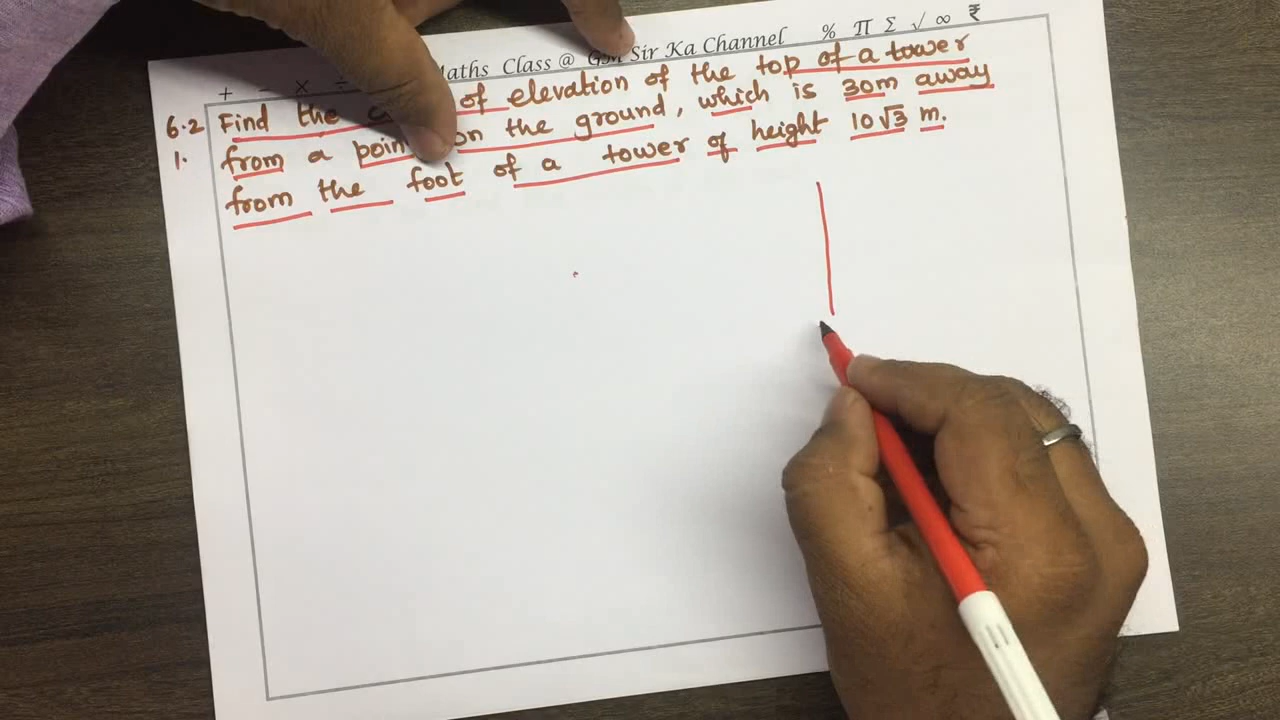 Maths Class @ GM Sir Ka Channel % Π Σ √ ∞ ₹
+ - × ÷
6.2 Find the of elevation of the top of a tower
1. from a point on the ground, which is 30m away
from the foot of a tower of height 10√3 m.